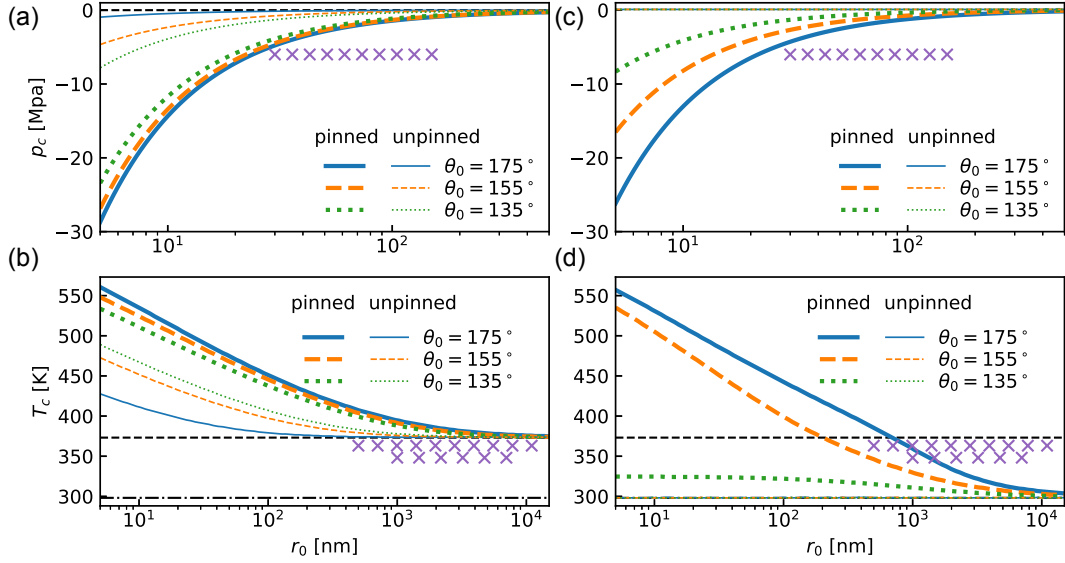 (a)
p_c [Mpa]
0
−10
−20
−30
10^1
10^2
pinned unpinned
θ_0 = 175°
θ_0 = 155°
θ_0 = 135°
(c)
0
−10
−20
−30
10^1
10^2
pinned unpinned
θ_0 = 175°
θ_0 = 155°
θ_0 = 135°
(b)
T_c [K]
550
500
450
400
350
300
10^1
10^2
10^3
10^4
r_0 [nm]
pinned unpinned
θ_0 = 175°
θ_0 = 155°
θ_0 = 135°
(d)
550
500
450
400
350
300
10^1
10^2
10^3
10^4
r_0 [nm]
pinned unpinned
θ_0 = 175°
θ_0 = 155°
θ_0 = 135°